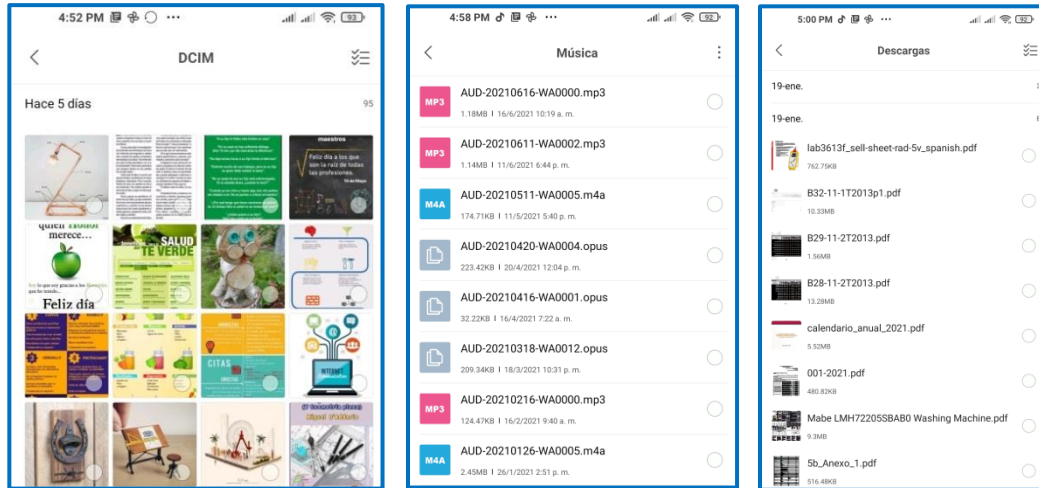 4:52 PM
93
DCIM
Hace 5 días
95
maestros
Feliz día a los que
son la raíz de todas
las profesiones.
merece...
Feliz día
SALUD
TE VERDE
CITAS
INTERNET
4:58 PM
92
Música
MP3
AUD-20210616-WA0000.mp3
1.18MB | 16/6/2021 10:19 a. m.
MP3
AUD-20210611-WA0002.mp3
1.14MB | 11/6/2021 6:44 p. m.
M4A
AUD-20210511-WA0005.m4a
174.71KB | 11/5/2021 5:40 p. m.
AUD-20210420-WA0004.opus
223.42KB | 20/4/2021 12:04 p. m.
AUD-20210416-WA0001.opus
32.22KB | 16/4/2021 7:22 a. m.
AUD-20210318-WA0012.opus
209.34KB | 18/3/2021 10:31 p. m.
MP3
AUD-20210216-WA0000.mp3
124.47KB | 16/2/2021 9:40 a. m.
M4A
AUD-20210126-WA0005.m4a
2.45MB | 26/1/2021 2:51 p. m.
5:00 PM
92
Descargas
19-ene.
19-ene.
lab3613f_sell-sheet-rad-5v_spanish.pdf
762.75KB
B32-11-1T2013p1.pdf
10.33MB
B29-11-2T2013.pdf
1.56MB
B28-11-2T2013.pdf
13.28MB
calendario_anual_2021.pdf
5.52MB
001-2021.pdf
480.82KB
Mabe LMH72205SBAB0 Washing Machine.pdf
9.3MB
5b_Anexo_1.pdf
516.48KB